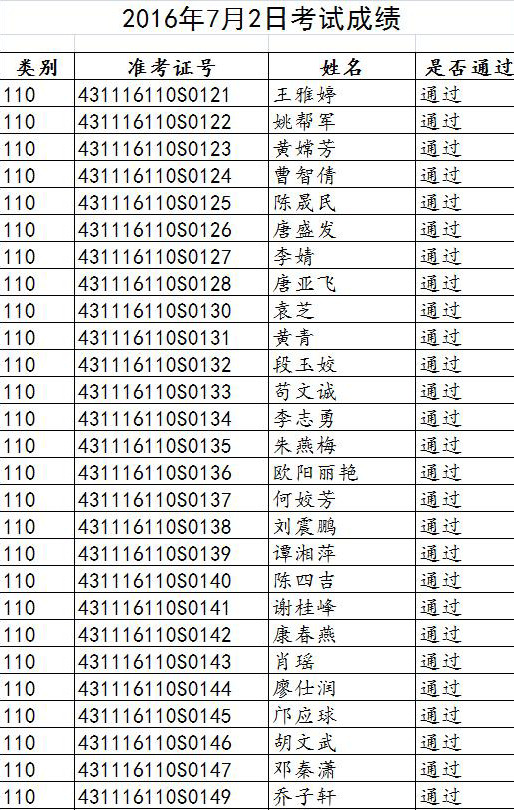 2016年7月2日考试成绩
类别 准考证号 姓名 是否通过
110 431116110S0121 王雅婷 通过
110 431116110S0122 姚帮军 通过
110 431116110S0123 黄嫦芳 通过
110 431116110S0124 曹智倩 通过
110 431116110S0125 陈晟民 通过
110 431116110S0126 唐盛发 通过
110 431116110S0127 李婧 通过
110 431116110S0128 唐亚飞 通过
110 431116110S0130 袁芝 通过
110 431116110S0131 黄青 通过
110 431116110S0132 段玉姣 通过
110 431116110S0133 苟文诚 通过
110 431116110S0134 李志勇 通过
110 431116110S0135 朱燕梅 通过
110 431116110S0136 欧阳丽艳 通过
110 431116110S0137 何姣芳 通过
110 431116110S0138 刘震鹏 通过
110 431116110S0139 谭湘萍 通过
110 431116110S0140 陈四吉 通过
110 431116110S0141 谢桂峰 通过
110 431116110S0142 康春燕 通过
110 431116110S0143 肖瑶 通过
110 431116110S0144 廖仕润 通过
110 431116110S0145 邝应球 通过
110 431116110S0146 胡文武 通过
110 431116110S0147 邓秦潇 通过
110 431116110S0149 乔子轩 通过